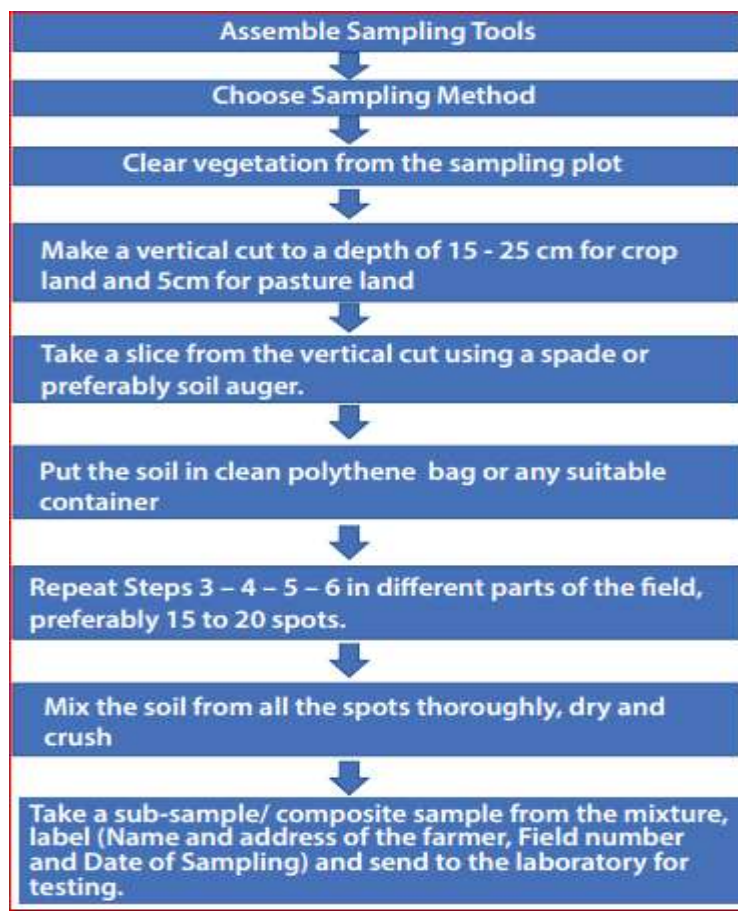 Assemble Sampling Tools
Choose Sampling Method
Clear vegetation from the sampling plot
Make a vertical cut to a depth of 15 - 25 cm for crop
land and 5cm for pasture land
Take a slice from the vertical cut using a spade or
preferably soil auger.
Put the soil in clean polythene bag or any suitable
container
Repeat Steps 3 – 4 – 5 – 6 in different parts of the field,
preferably 15 to 20 spots.
Mix the soil from all the spots thoroughly, dry and
crush
Take a sub-sample/ composite sample from the mixture,
label (Name and address of the farmer, Field number
and Date of Sampling) and send to the laboratory for
testing.